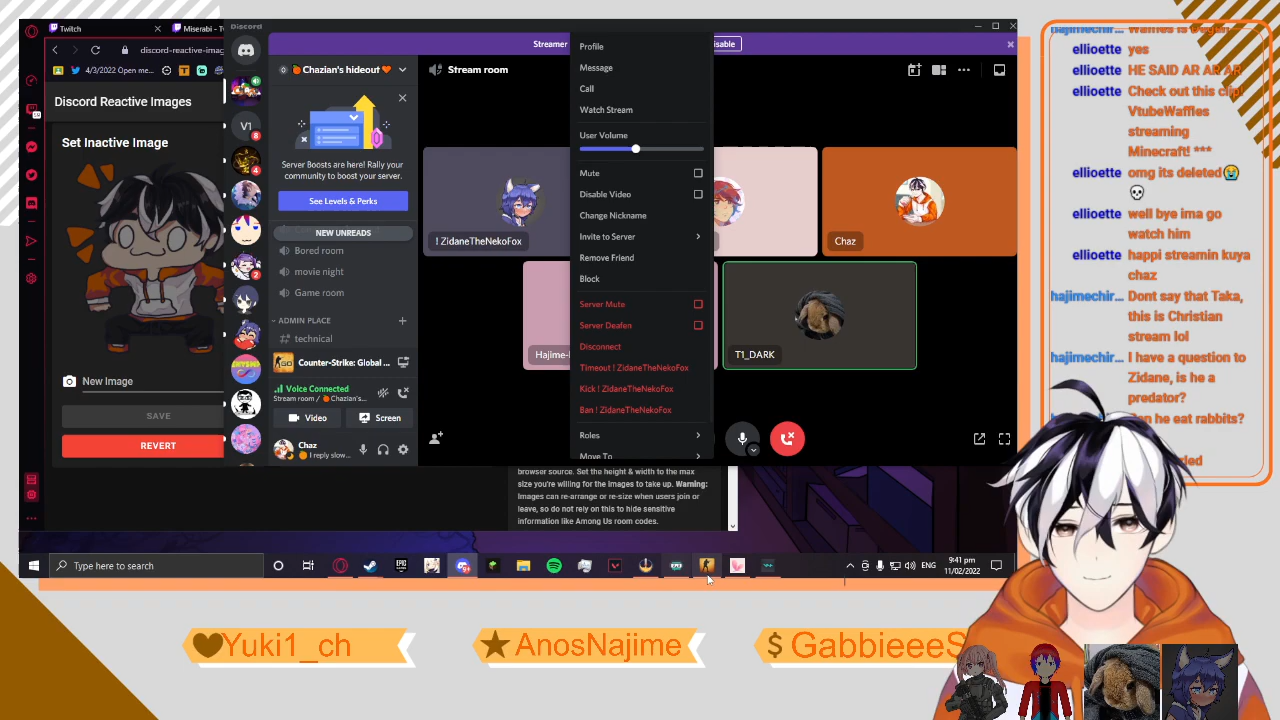 Twitch
Miserabi - T
discord-reactive-imag
4/3/2022 Open me...
Discord Reactive Images
Set Inactive Image
New Image
SAVE
REVERT
Discord
V1
8
4
2
Chazian's hideout
Server Boosts are here! Rally your
community to boost your server.
See Levels & Perks
NEW UNREADS
Bored room
movie night
Game room
ADMIN PLACE
technical
Counter-Strike: Global ...
Voice Connected
Stream room / Chazian's...
Video
Screen
Chaz
I reply slow...
Streamer
isable
Stream room
! ZidaneTheNekoFox
Chaz
Hajime-
T1_DARK
Profile
Message
Call
Watch Stream
User Volume
Mute
Disable Video
Change Nickname
Invite to Server
Remove Friend
Block
Server Mute
Server Deafen
Disconnect
Timeout ! ZidaneTheNekoFox
Kick ! ZidaneTheNekoFox
Ban ! ZidaneTheNekoFox
Roles
Move To
browser source. Set the height & width to the max
size you're willing for the images to take up. Warning:
Images can re-arrange or re-size when users join or
leave, so do not rely on this to hide sensitive
information like Among Us room codes.
Type here to search
EPIC
GAMES
ENG
9:41 pm
11/02/2022
hajimechir...
ellioette yes
ellioette HE SAID AR AR AR
ellioette Check out this clip!
VtubeWaffles
streaming
Minecraft! ***
ellioette omg its deleted😭
💀
ellioette well bye ima go
watch him
ellioette happi streamin kuya
chaz
hajimechir... Dont say that Taka,
this is Christian
stream lol
hajimechir... I have a question to
Zidane, is he a
predator?
he eat rabbits?
Yuki1_ch
AnosNajime
$ GabbieeeS